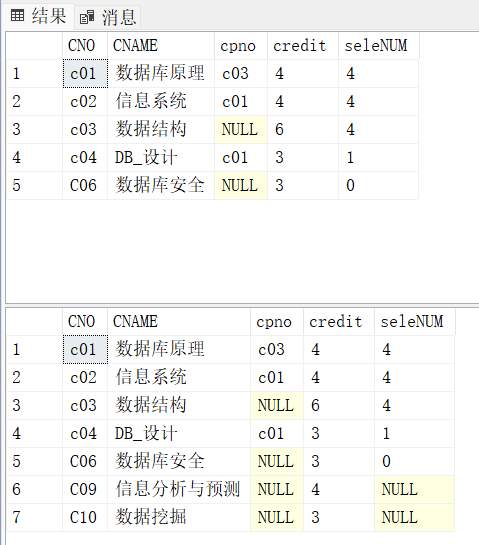 结果 消息
CNO CNAME cpno credit seleNUM
1 c01 数据库原理 c03 4 4
2 c02 信息系统 c01 4 4
3 c03 数据结构 NULL 6 4
4 c04 DB_设计 c01 3 1
5 C06 数据库安全 NULL 3 0
CNO CNAME cpno credit seleNUM
1 c01 数据库原理 c03 4 4
2 c02 信息系统 c01 4 4
3 c03 数据结构 NULL 6 4
4 c04 DB_设计 c01 3 1
5 C06 数据库安全 NULL 3 0
6 C09 信息分析与预测 NULL 4 NULL
7 C10 数据挖掘 NULL 3 NULL